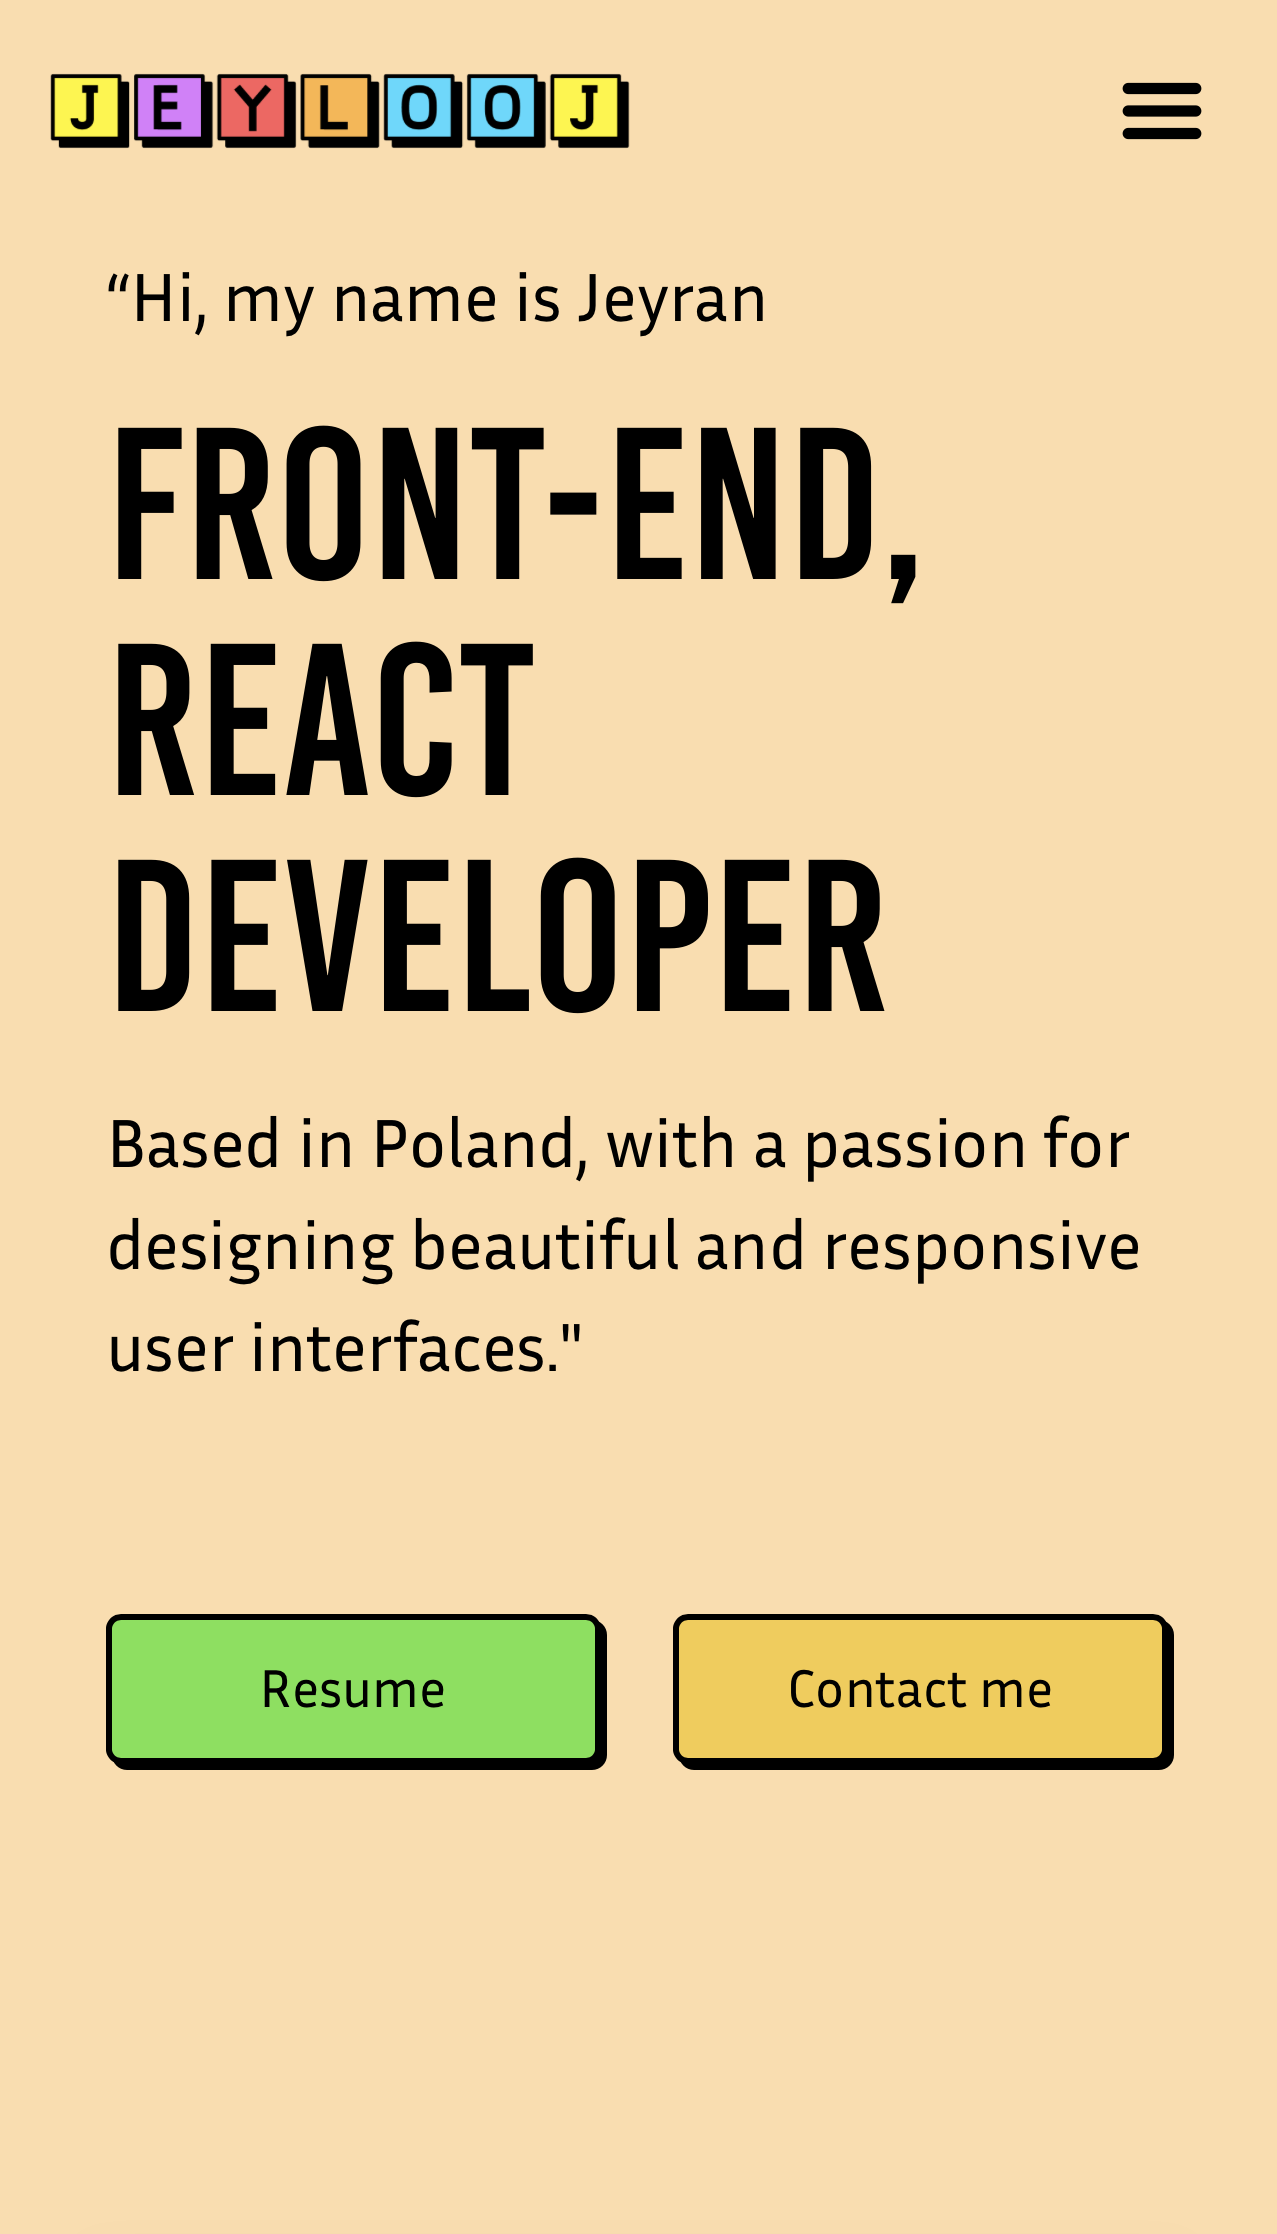 JEYLOOJ
“Hi, my name is Jeyran
FRONT-END,
REACT
DEVELOPER
Based in Poland, with a passion for
designing beautiful and responsive
user interfaces."
Resume
Contact me